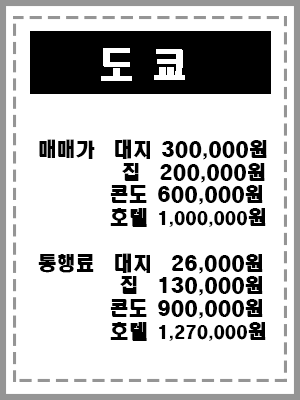 도쿄
매매가 대지 300,000원
집 200,000원
콘도 600,000원
호텔 1,000,000원
통행료 대지 26,000원
집 130,000원
콘도 900,000원
호텔 1,270,000원